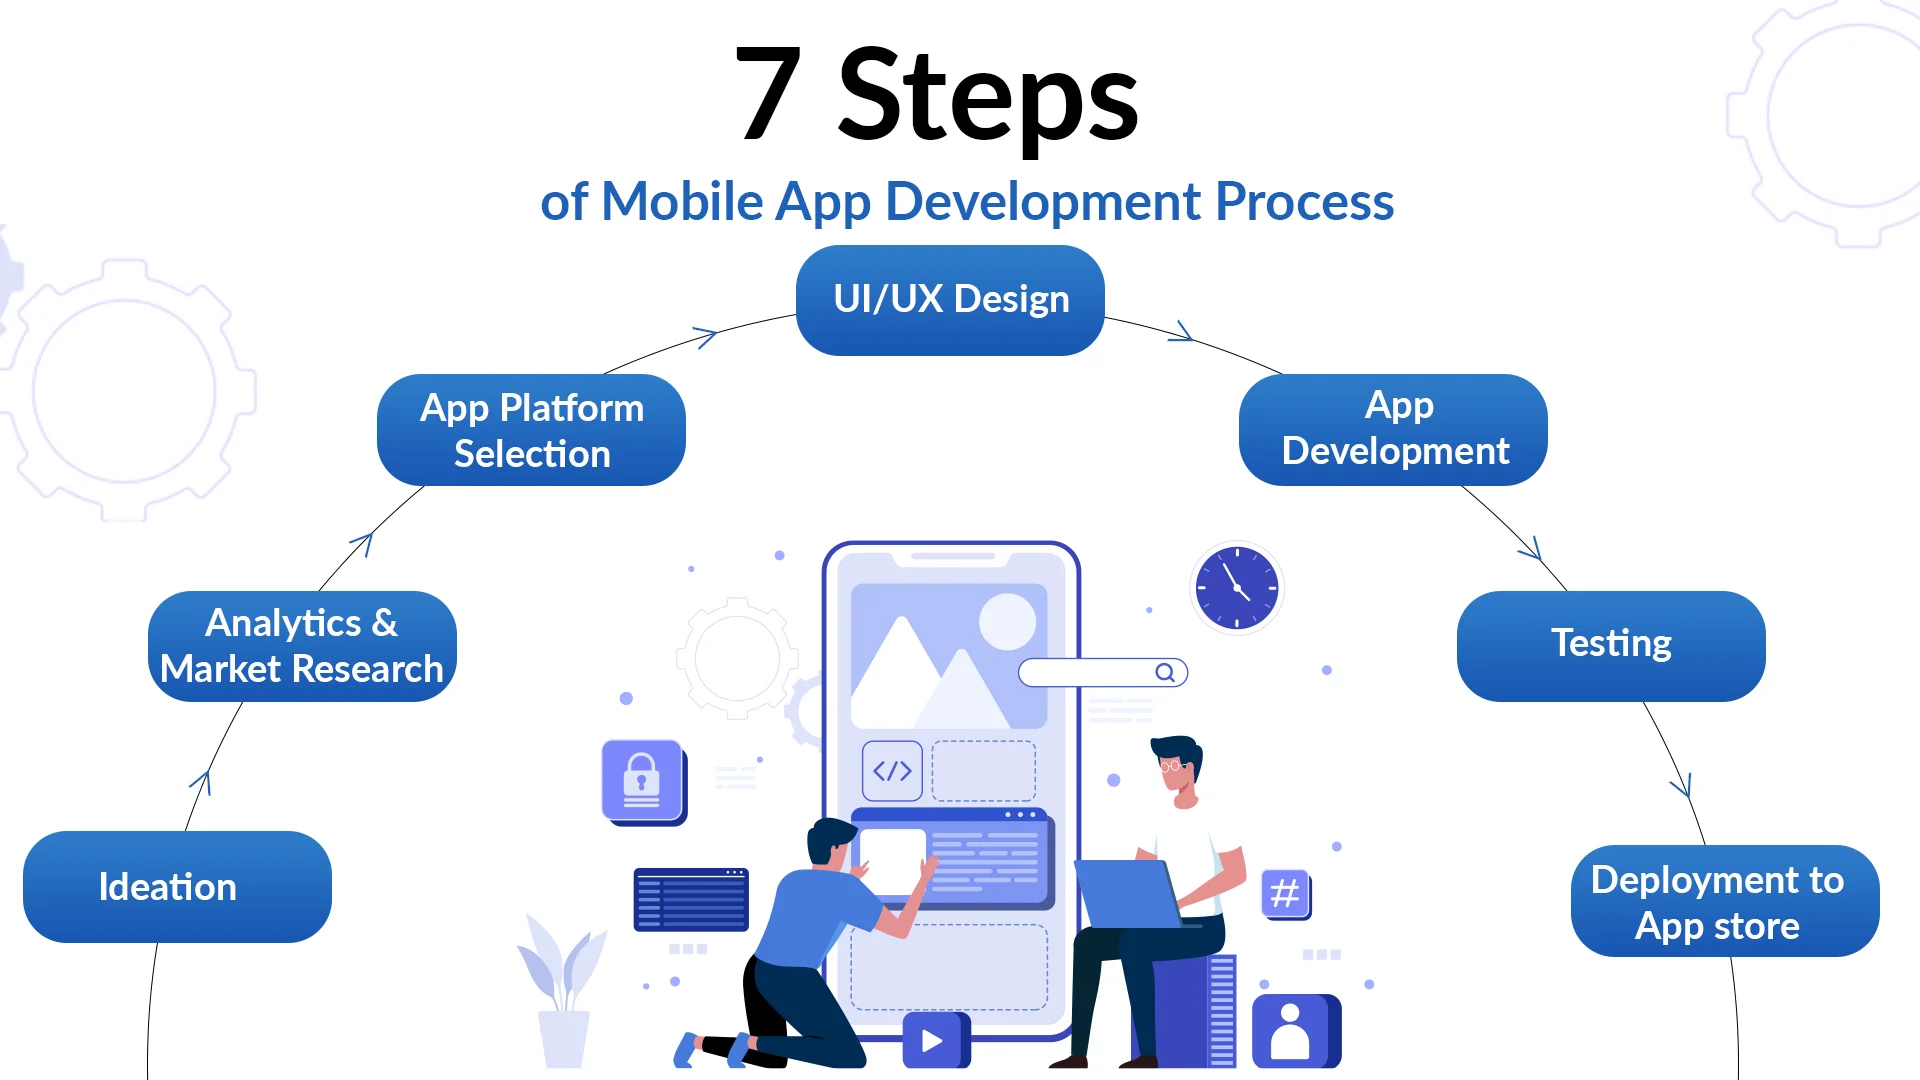 7 Steps
of Mobile App Development Process
UI/UX Design
App Platform
Selection
App
Development
Analytics &
Market Research
Testing
Ideation
Deployment to
App store
</>
#